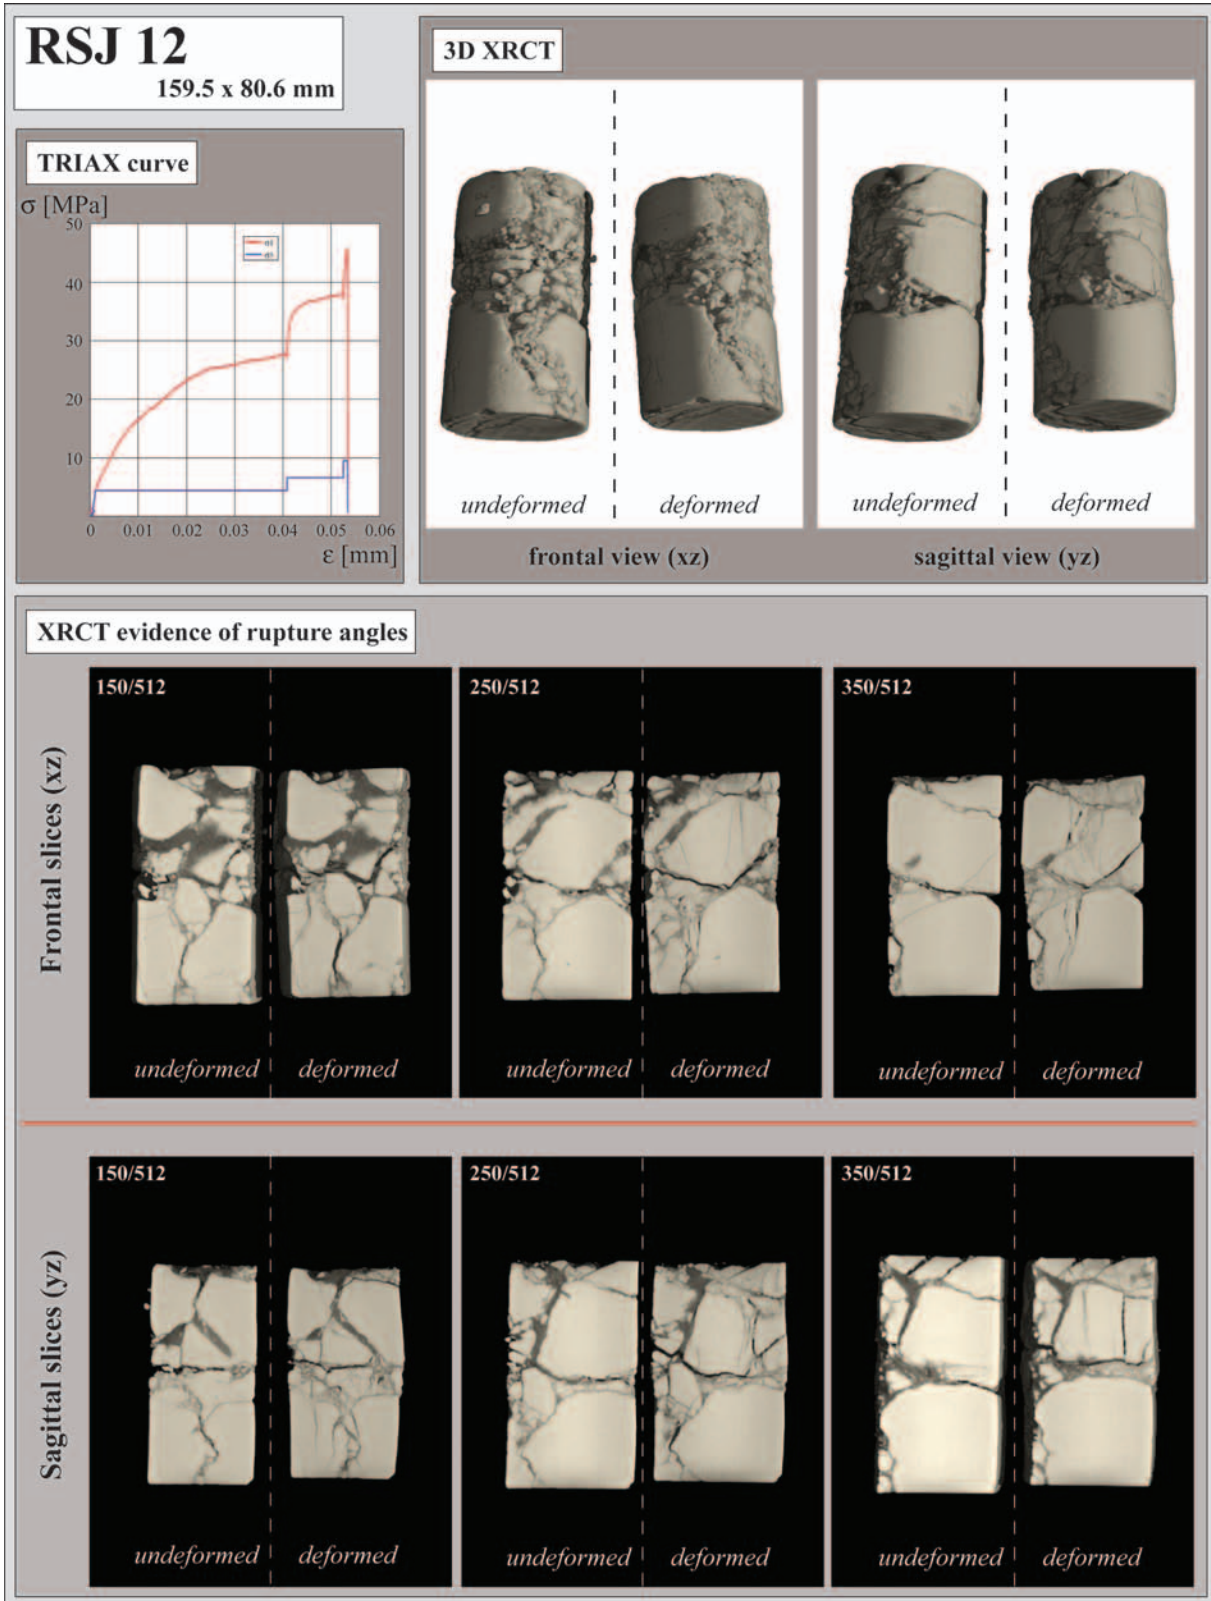 RSJ 12
159.5 x 80.6 mm
TRIAX curve
σ [MPa]
50
40
30
20
10
0
0.01
0.02
0.03
0.04
0.05
0.06
ε [mm]
3D XRCT
undeformed
deformed
undeformed
deformed
frontal view (xz)
sagittal view (yz)
XRCT evidence of rupture angles
Frontal slices (xz)
150/512
250/512
350/512
undeformed
deformed
undeformed
deformed
undeformed
deformed
Sagittal slices (yz)
150/512
250/512
350/512
undeformed
deformed
undeformed
deformed
undeformed
deformed